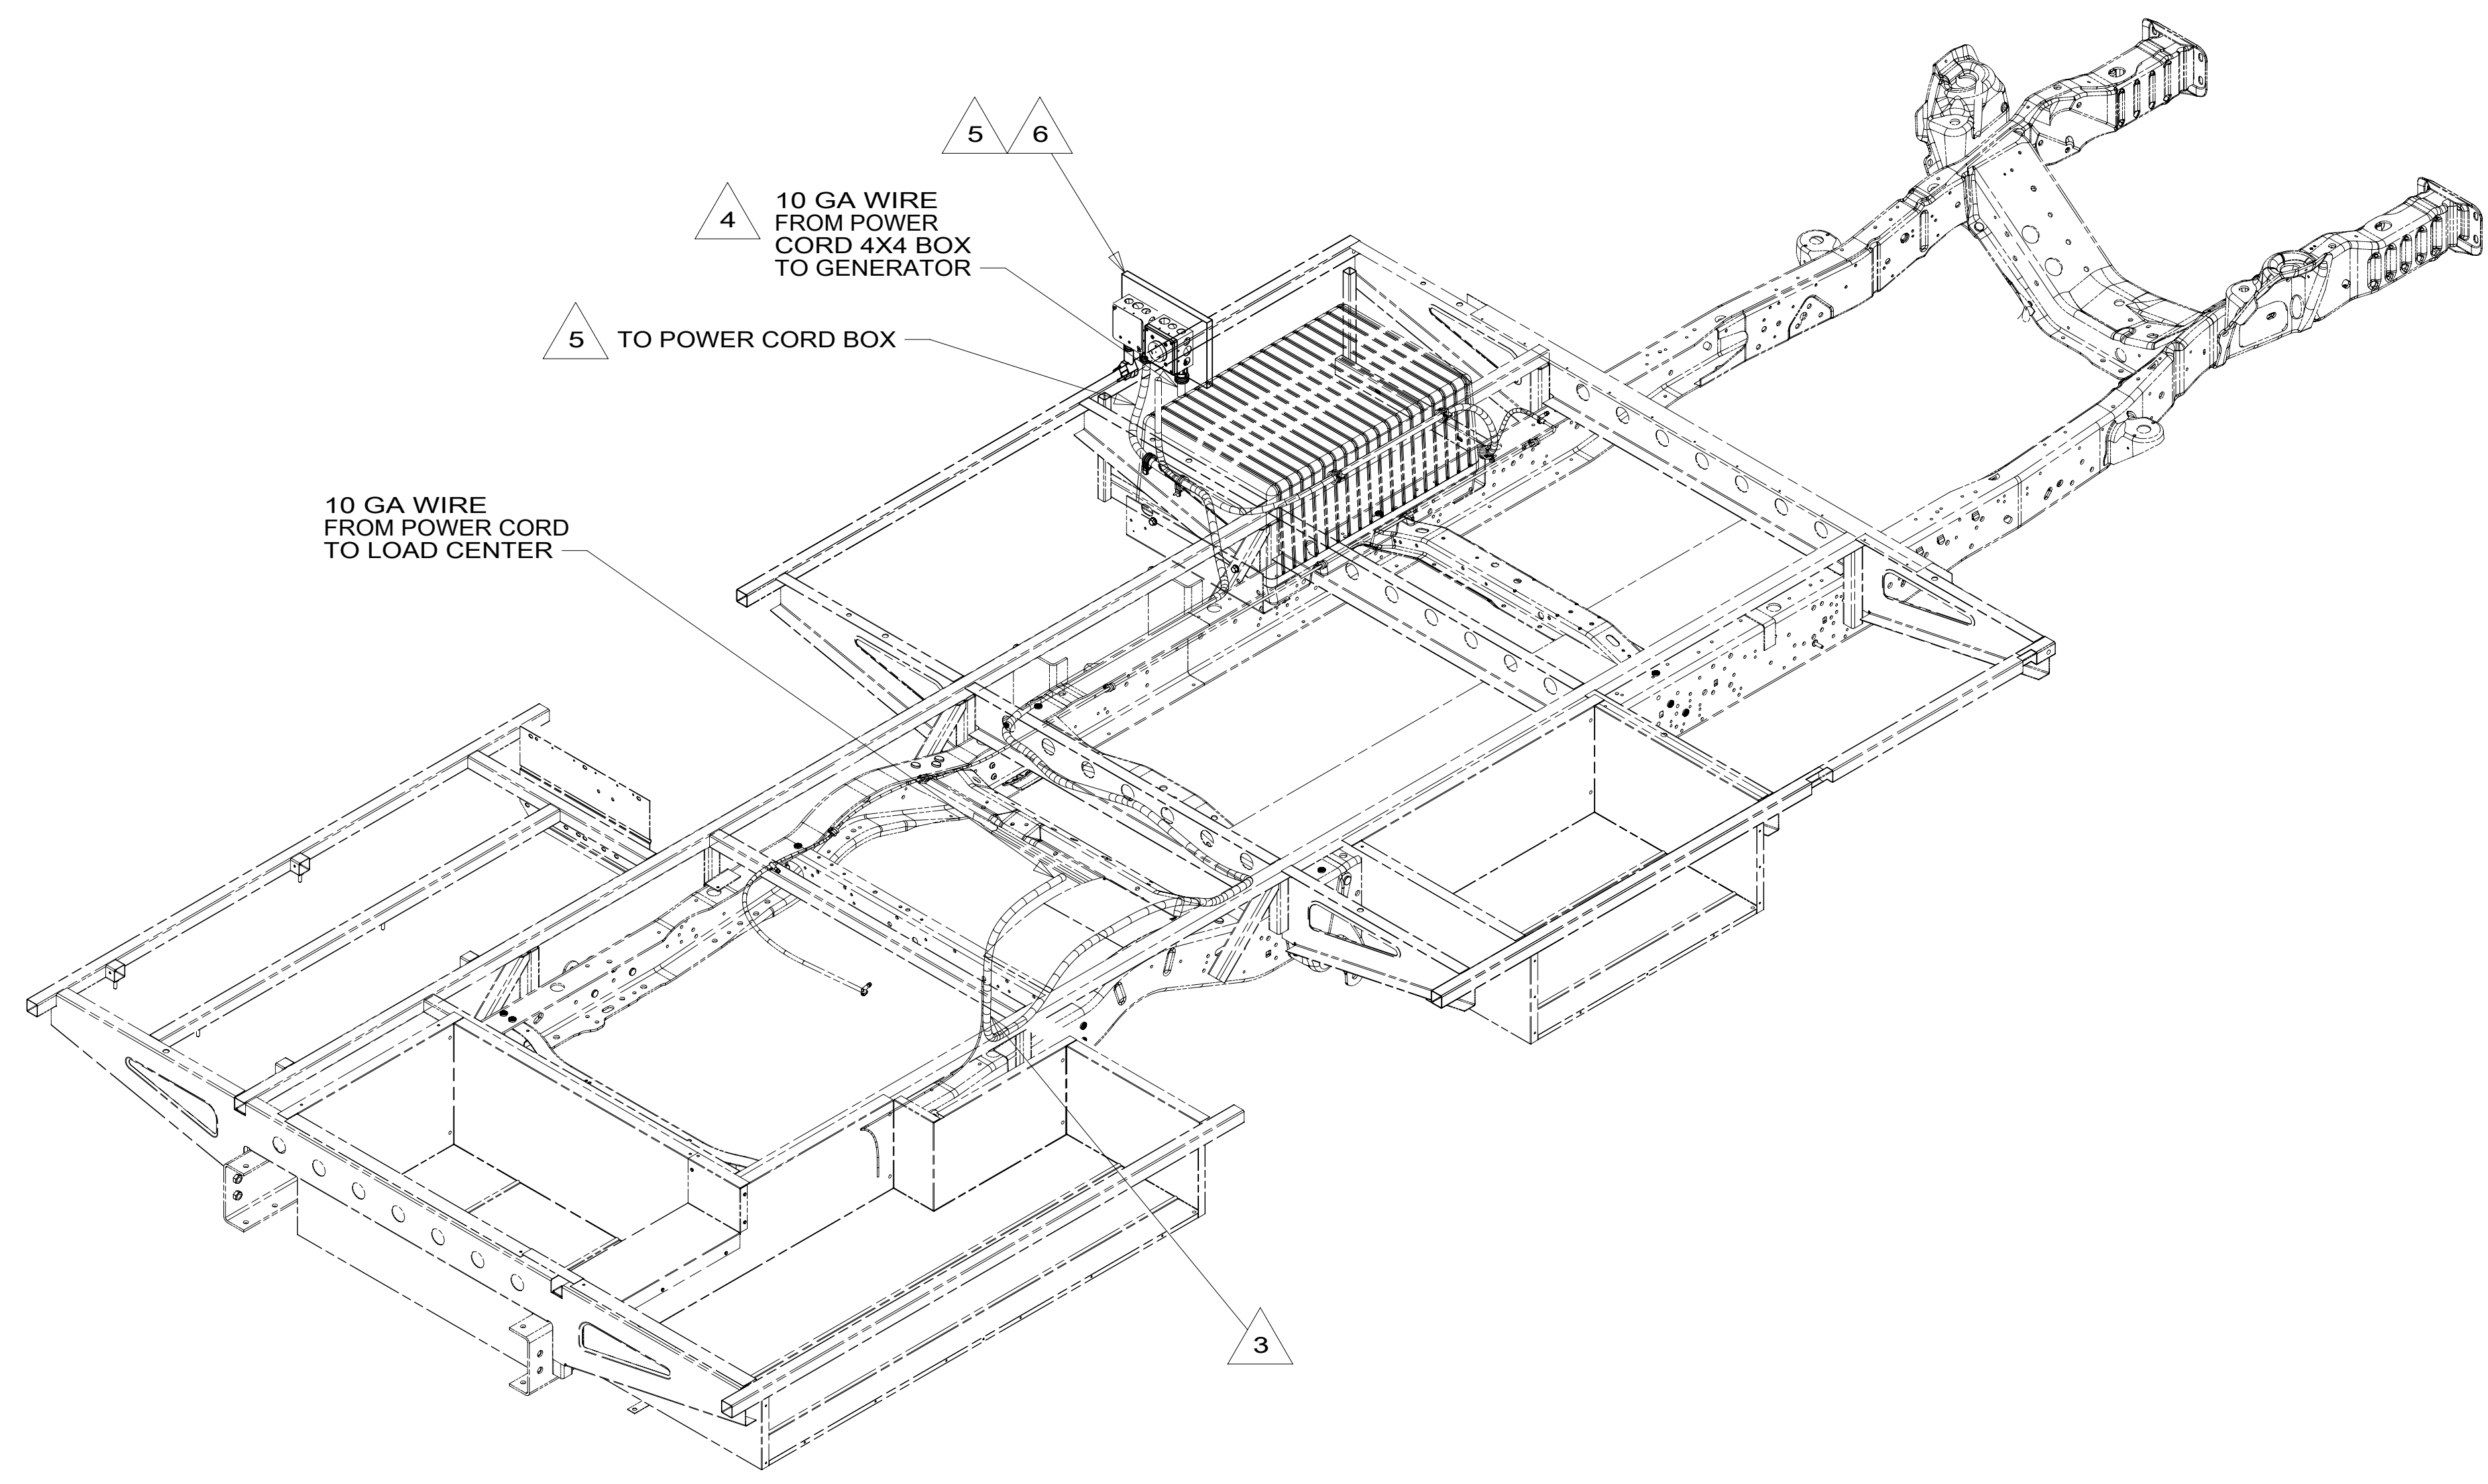 5 6
4
10 GA WIRE
FROM POWER
CORD 4X4 BOX
TO GENERATOR
5 TO POWER CORD BOX
10 GA WIRE
FROM POWER CORD
TO LOAD CENTER
3